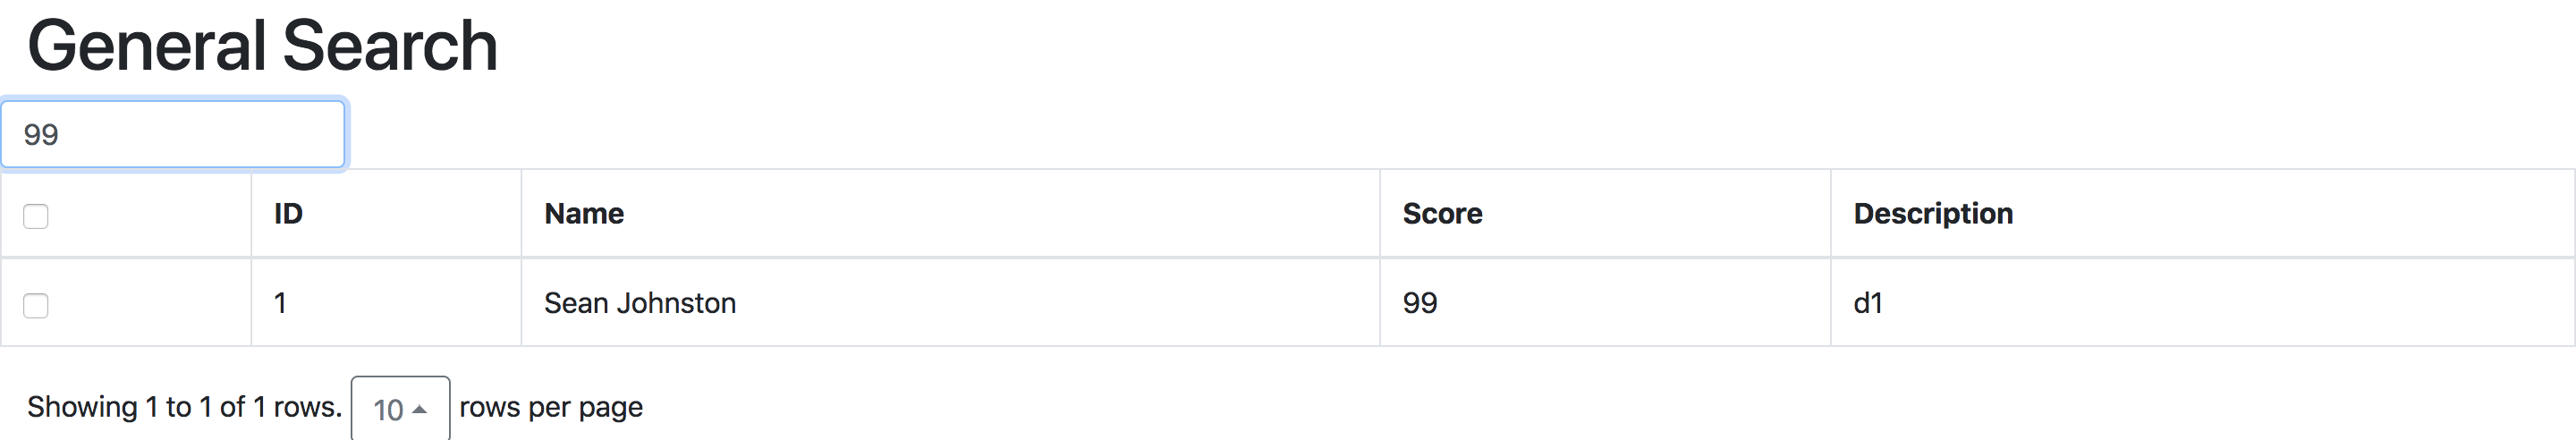 General Search
99
ID Name Score Description
1 Sean Johnston 99 d1
Showing 1 to 1 of 1 rows. 10 rows per page